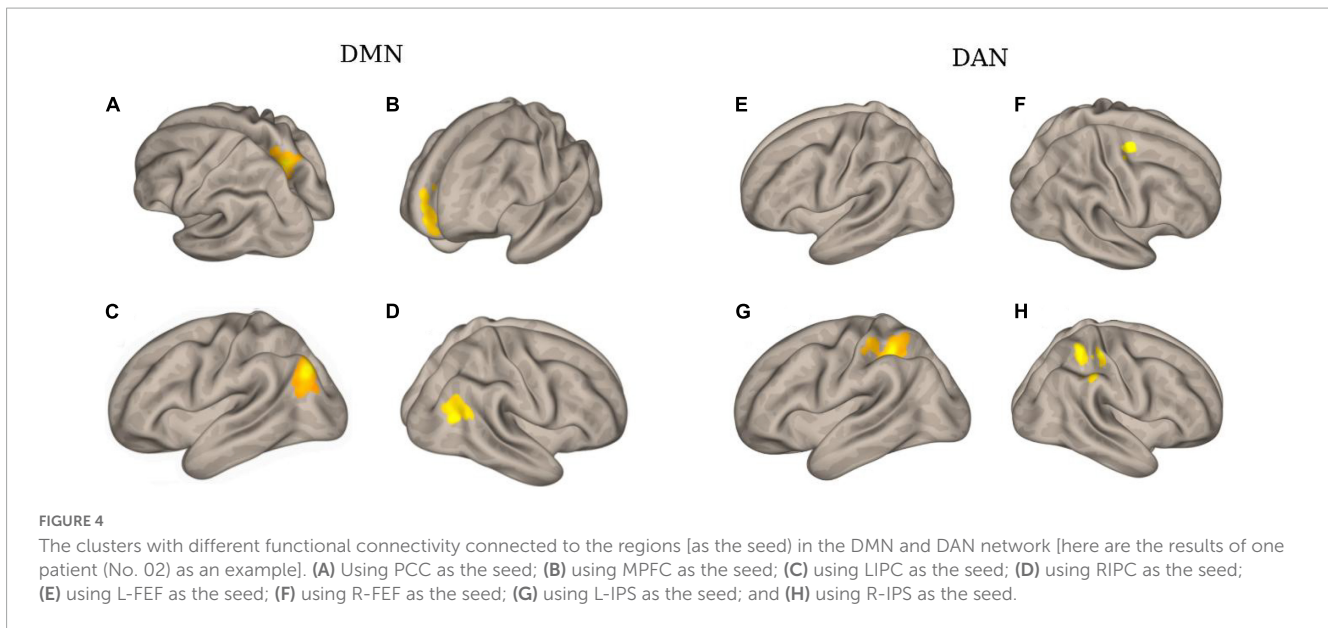 DMN
DAN
A
B
E
F
C
D
G
H
FIGURE 4
The clusters with different functional connectivity connected to the regions [as the seed) in the DMN and DAN network [here are the results of one
patient (No. 02) as an example]. (A) Using PCC as the seed; (B) using MPFC as the seed; (C) using LIPC as the seed; (D) using RIPC as the seed;
(E) using L-FEF as the seed; (F) using R-FEF as the seed; (G) using L-IPS as the seed; and (H) using R-IPS as the seed.